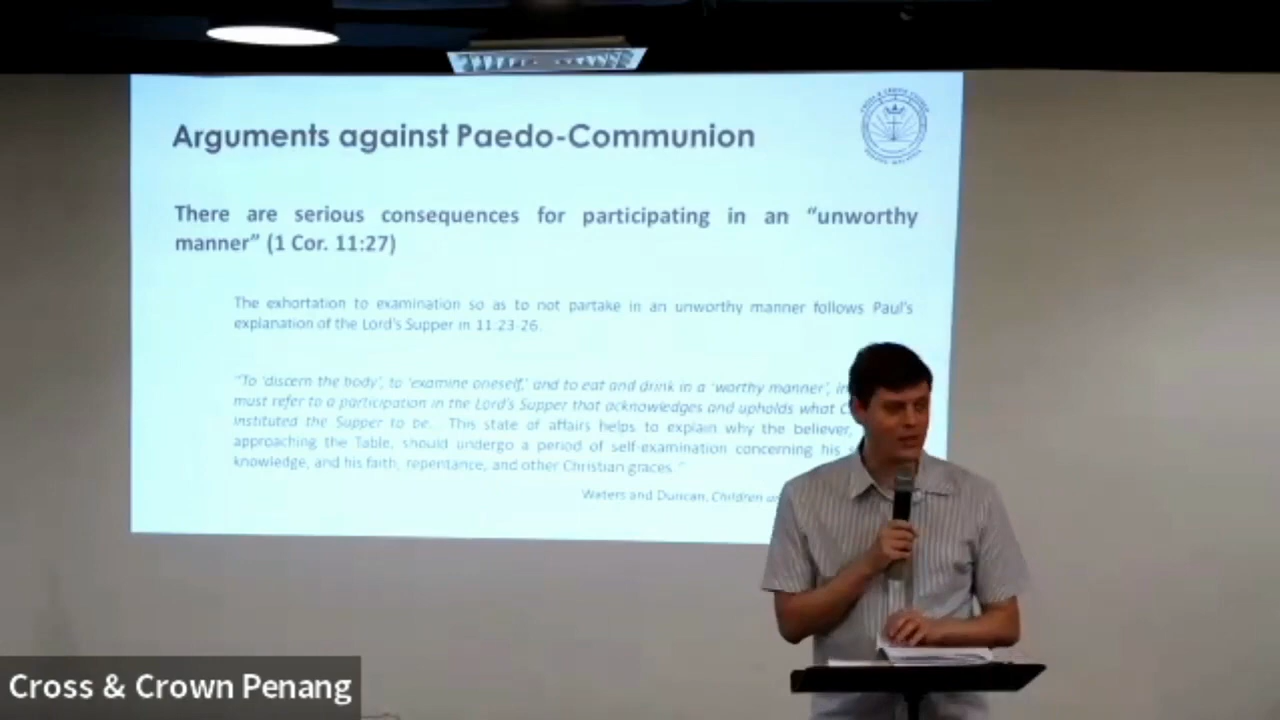 Arguments against Paedo-Communion
CROSS & CROWN CHURCH
There are serious consequences for participating in an “unworthy
manner” (1 Cor. 11:27)
The exhortation to examination so as to not partake in an unworthy manner follows Paul's
explanation of the Lord's Supper in 11:23-26.
“To ‘discern the body’, to ‘examine oneself,’ and to eat and drink in a ‘worthy manner’,
must refer to a participation in the Lord's Supper that acknowledges and upholds what
instituted the Supper to be… This state of affairs helps to explain why the believer,
approaching the Table, should undergo a period of self-examination concerning his
knowledge, and his faith, repentance, and other Christian graces.”
Waters and Duncan, Children
Cross & Crown Penang